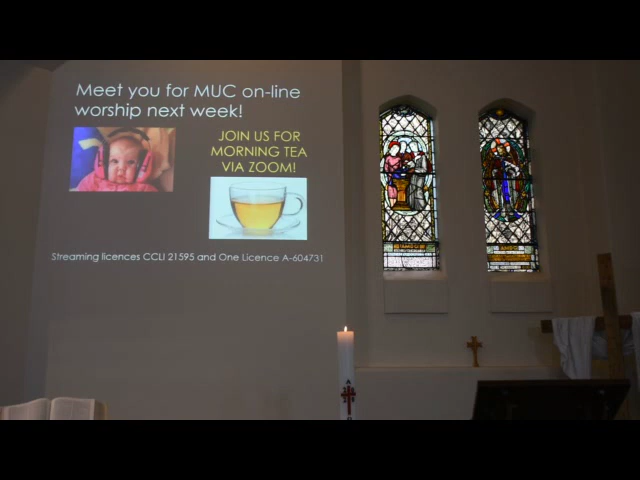 Meet you for MUC on-line
worship next week!
JOIN US FOR
MORNING TEA
VIA ZOOM!
Streaming licences CCLI 21595 and One Licence A-604731